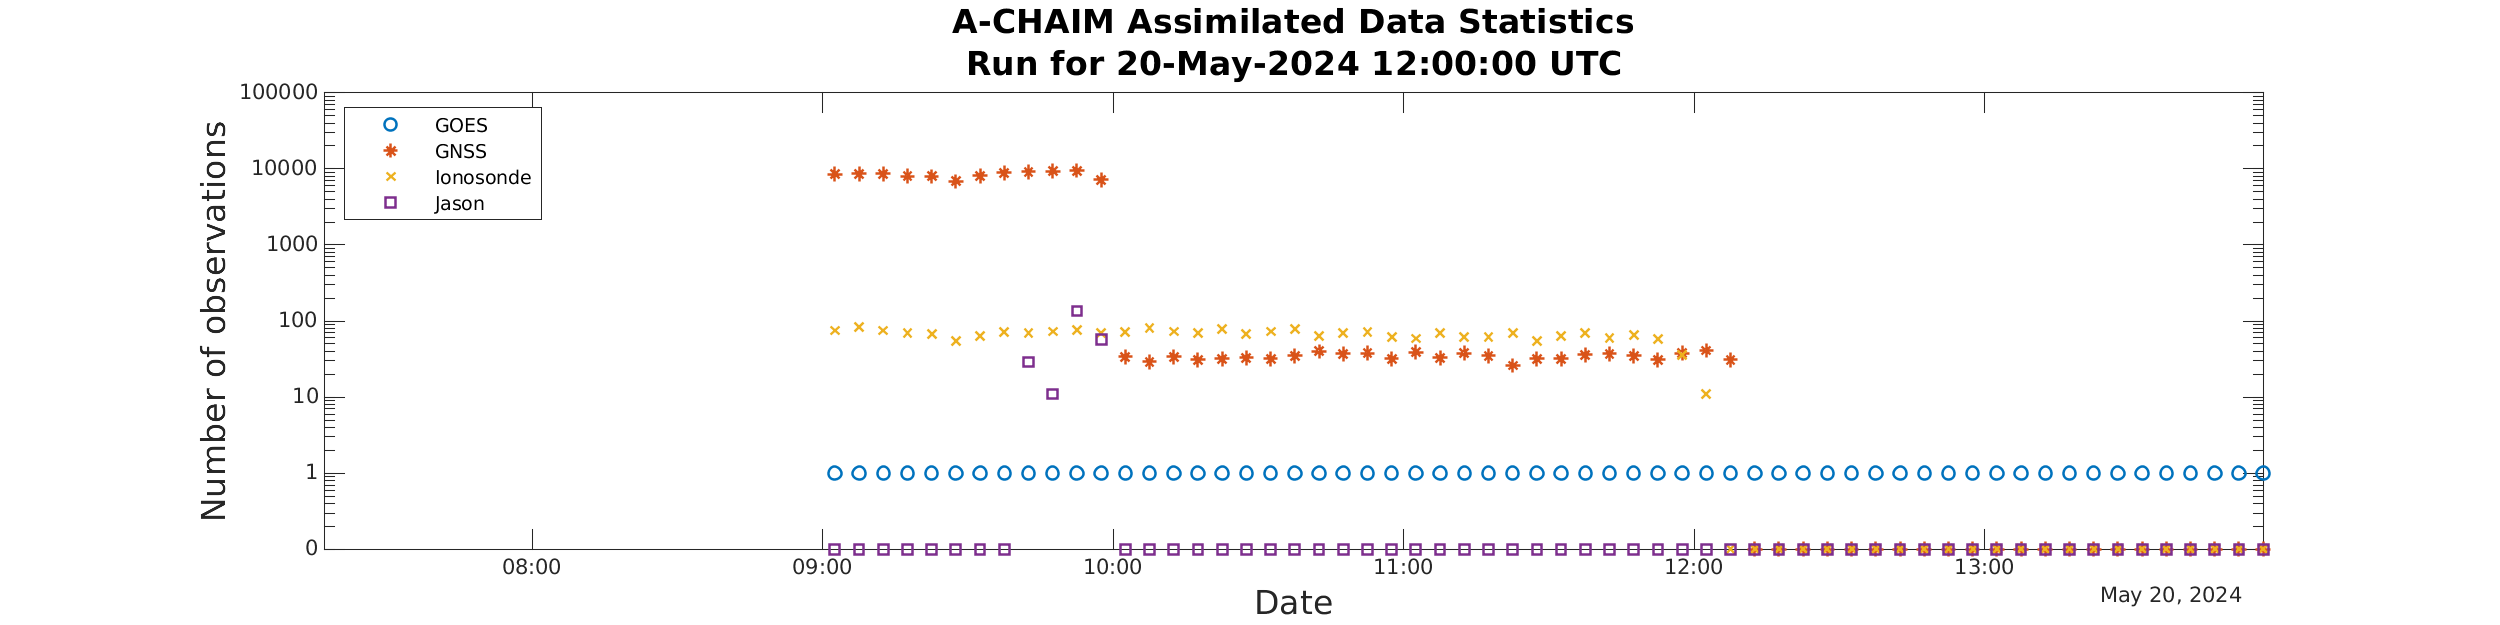 A-CHAIM Assimilated Data Statistics
Run for 20-May-2024 12:00:00 UTC
Number of observations
100000
10000
1000
100
10
1
0
GOES
GNSS
Ionosonde
Jason
08:00 09:00 10:00 11:00 12:00 13:00
Date
May 20, 2024